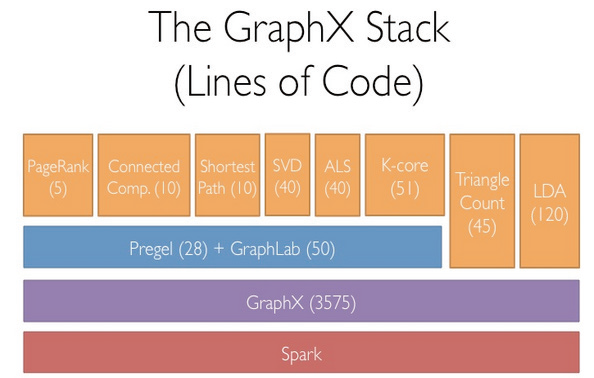 The GraphX Stack
(Lines of Code)
PageRank
(5)
Connected
Comp. (10)
Shortest
Path (10)
SVD
(40)
ALS
(40)
K-core
(51)
Triangle
Count
(45)
LDA
(120)
Pregel (28) + GraphLab (50)
GraphX (3575)
Spark